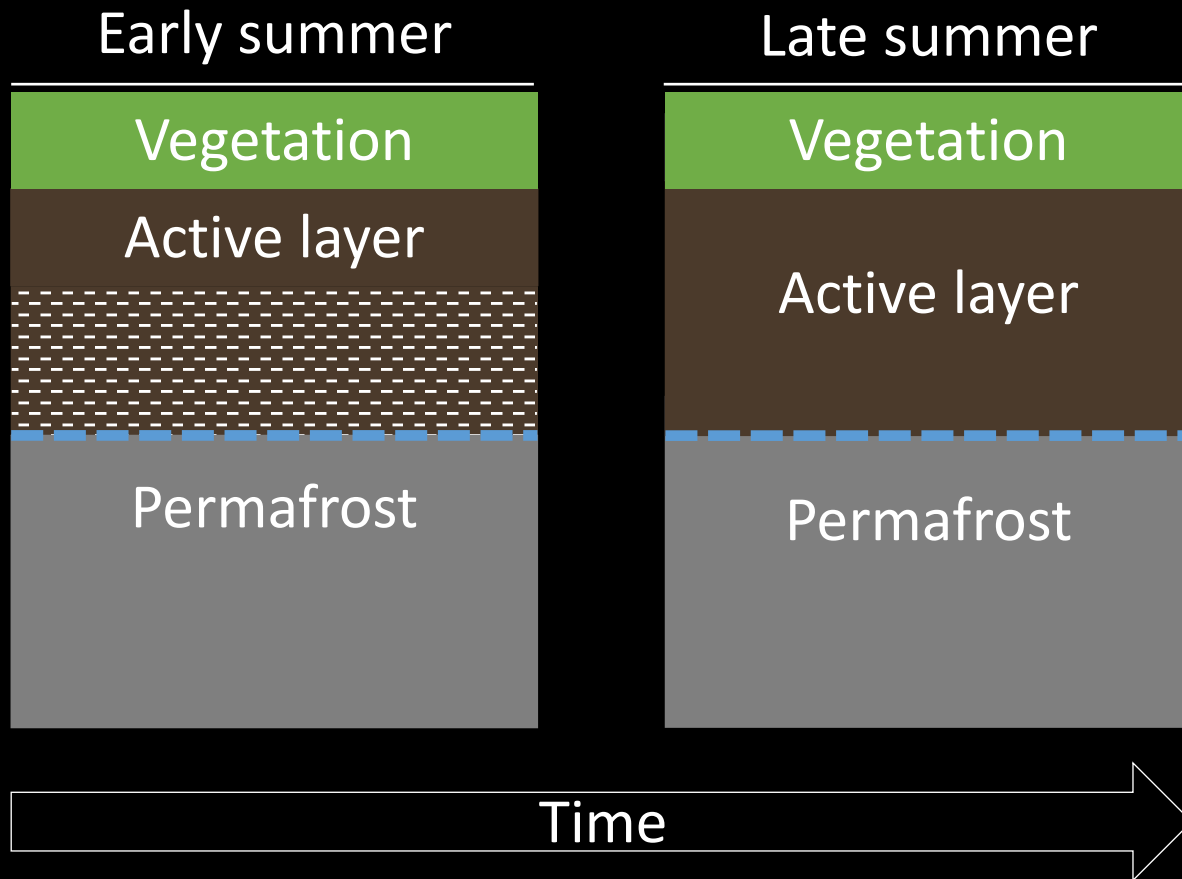 Early summer
Vegetation
Active layer
Permafrost
Late summer
Vegetation
Active layer
Permafrost
Time